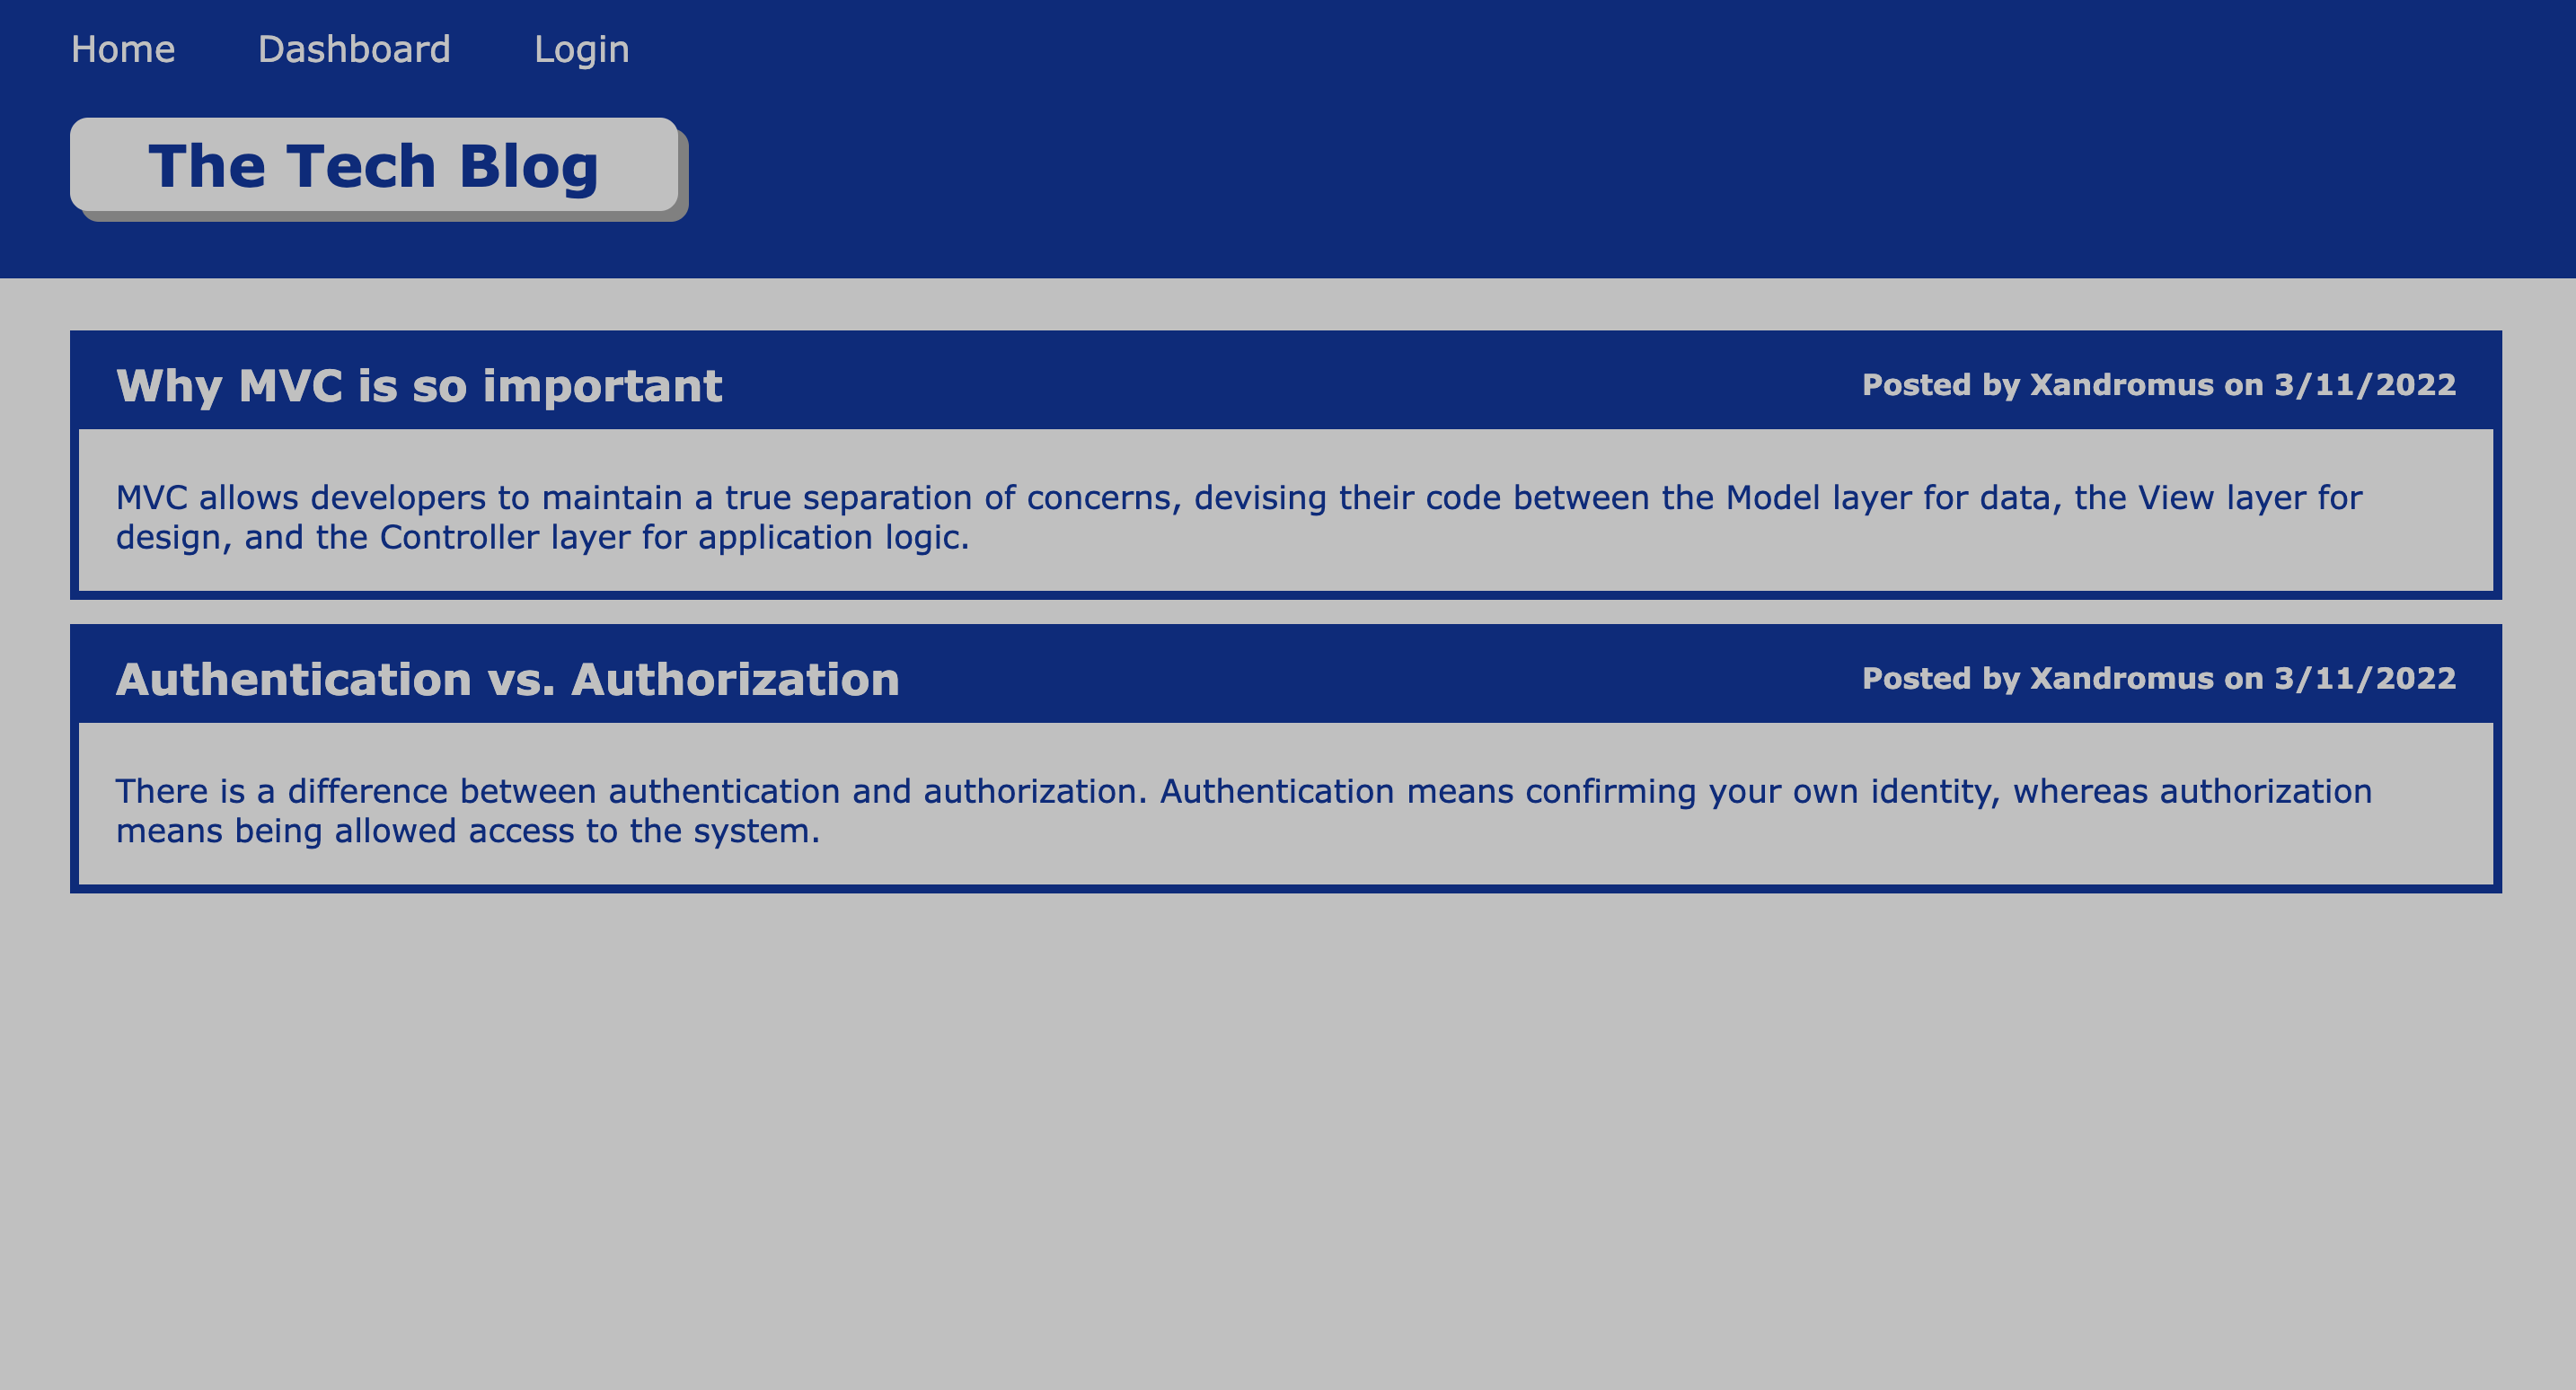 Home Dashboard Login
The Tech Blog
Why MVC is so important Posted by Xandromus on 3/11/2022
MVC allows developers to maintain a true separation of concerns, devising their code between the Model layer for data, the View layer for
design, and the Controller layer for application logic.
Authentication vs. Authorization Posted by Xandromus on 3/11/2022
There is a difference between authentication and authorization. Authentication means confirming your own identity, whereas authorization
means being allowed access to the system.